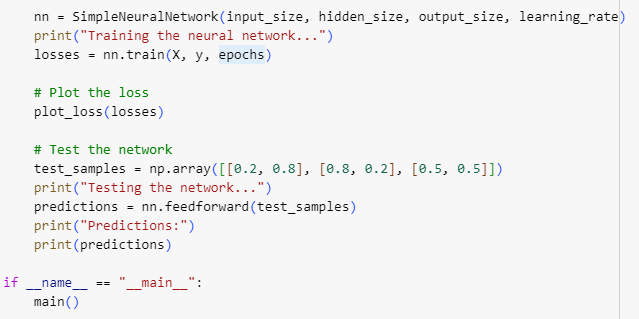 nn = SimpleNeuralNetwork(input_size, hidden_size, output_size, learning_rate)
print("Training the neural network...")
losses = nn.train(X, y, epochs)
# Plot the loss
plot_loss(losses)
# Test the network
test_samples = np.array([[0.2, 0.8], [0.8, 0.2], [0.5, 0.5]])
print("Testing the network...")
predictions = nn.feedforward(test_samples)
print("Predictions:")
print(predictions)
if __name__ == "__main__":
main()